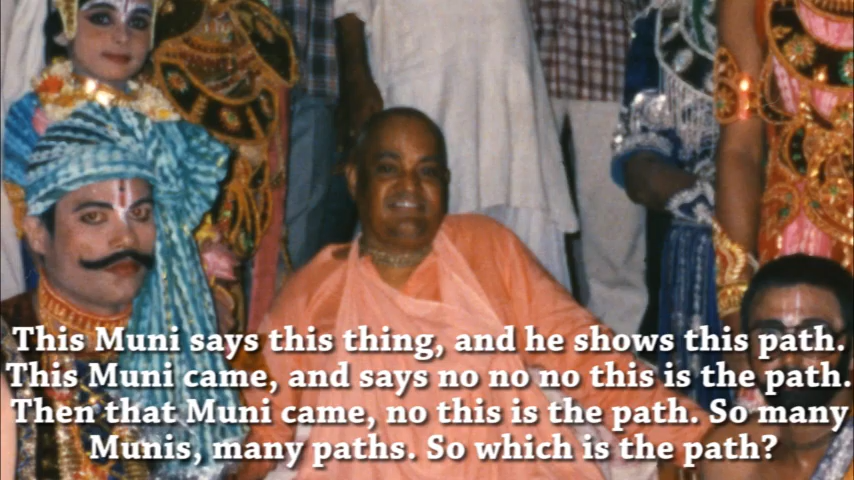 This Muni says this thing, and he shows this path.
This Muni came, and says no no no this is the path.
Then that Muni came, no this is the path. So many
Munis, many paths. So which is the path?